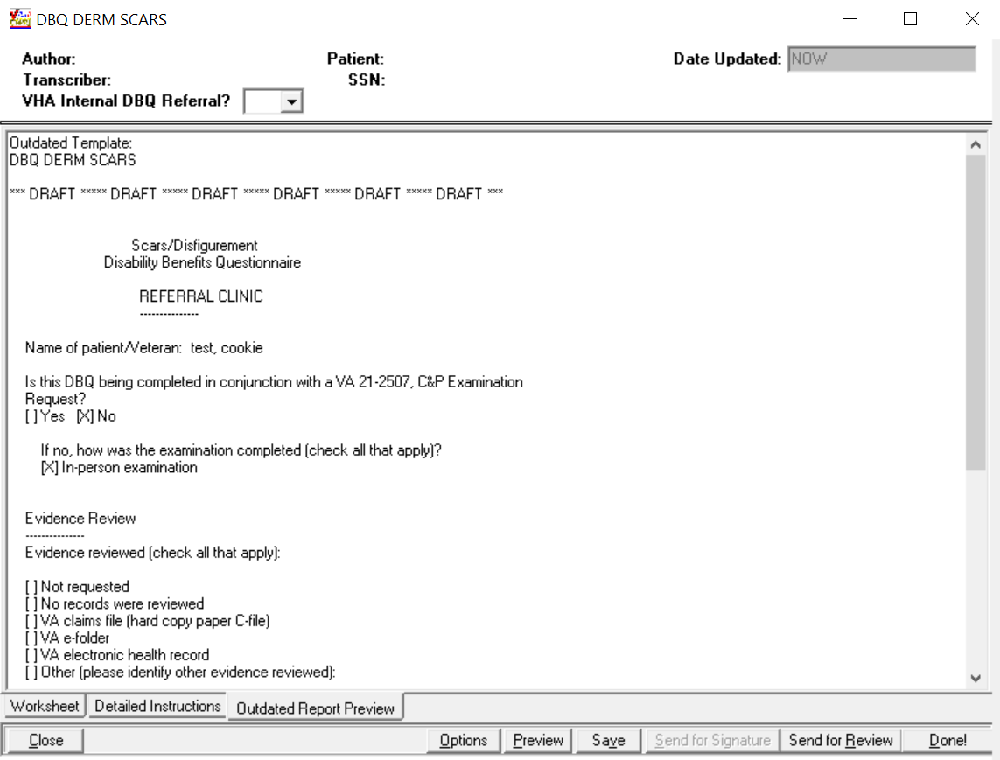 DBQ DERM SCARS
Author: Patient: Date Updated: NOW
Transcriber: SSN:
VHA Internal DBQ Referral?
Outdated Template:
DBQ DERM SCARS
*** DRAFT ***** DRAFT ***** DRAFT ***** DRAFT ***** DRAFT ***** DRAFT ***
Scars/Disfigurement
Disability Benefits Questionnaire
REFERRAL CLINIC
---------------
Name of patient/Veteran:  test, cookie
Is this DBQ being completed in conjunction with a VA 21-2507, C&P Examination
Request?
[ ] Yes   [X] No
If no, how was the examination completed (check all that apply)?
[X] In-person examination
Evidence Review
---------------
Evidence reviewed (check all that apply):
[ ] Not requested
[ ] No records were reviewed
[ ] VA claims file (hard copy paper C-file)
[ ] VA e-folder
[ ] VA electronic health record
[ ] Other (please identify other evidence reviewed):
Worksheet Detailed Instructions Outdated Report Preview
Close Options Preview Save Send for Signature Send for Review Done!